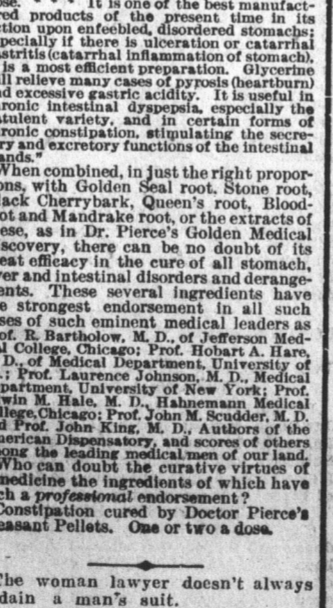 ose. It is one of the best manufact-
red products of the present time in its
ction upon enfeebled, disordered stomachs;
pecially if there is ulceration or catarrhal
astritis (catarrhal inflammation of stomach),
is a most efficient preparation. Glycerine
ill relieve many cases of pyrosis (heartburn)
nd excessive gastric acidity. It is useful in
ronic intestinal dyspepsia, especially the
atulent variety, and in certain forms of
ronic constipation, stimulating the secre-
ry and excretory functions of the intestinal
ands."
When combined, in just the right propor-
ons, with Golden Seal root, Stone root,
lack Cherrybark, Queen's root, Blood-
ot and Mandrake root, or the extracts of
ese, as in Dr. Pierce's Golden Medical
iscovery, there can be no doubt of its
eat efficacy in the cure of all stomach,
er and intestinal disorders and derange-
ents. These several ingredients have
e strongest endorsement in all such
ses of such eminent medical leaders as
of. R. Bartholow, M. D., of Jefferson Med-
al College, Chicago; Prof. Hobart A. Hare,
. D., of Medical Department, University of
.; Prof. Laurence Johnson, M. D., Medical
partment, University of New York; Prof.
win M. Hale, M. D., Hahnemann Medical
llege, Chicago; Prof. John M. Scudder, M. D.
d Prof. John King, M. D., Authors of the
merican Dispensatory, and scores of others
ong the leading medical men of our land.
Who can doubt the curative virtues of
medicine the ingredients of which have
ch a professional endorsement?
Constipation cured by Doctor Pierce's
easant Pellets. One or two a dose.
The woman lawyer doesn't always
dain a man's suit.